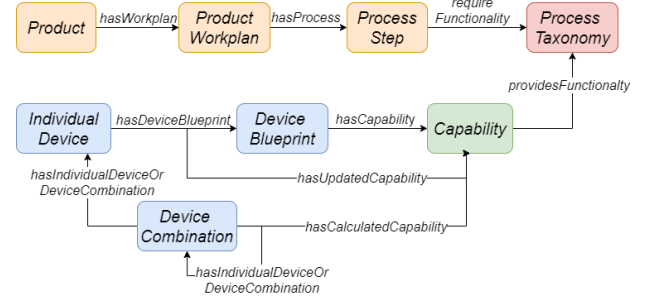 require
Functionality
Product
hasWorkplan
Product
Workplan
hasProcess
Process
Step
Process
Taxonomy
providesFunctionalty
Individual
Device
hasDeviceBlueprint
Device
Blueprint
hasCapability
Capability
hasIndividualDeviceOr
DeviceCombination
hasUpdatedCapability
Device
Combination
hasCalculatedCapability
hasIndividualDeviceOr
DeviceCombination